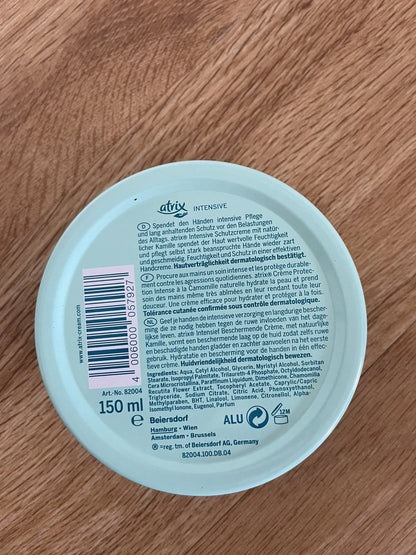 atrix INTENSIVE
D Spendet den Händen intensive Pflege
und lang anhaltenden Schutz vor den Belastungen
des Alltags. atrix® Intensive Schutzcreme mit natür-
licher Kamille spendet der Haut wertvolle Feuchtigkeit
und pflegt selbst stark beanspruchte Hände wieder zart
und geschmeidig. Feuchtigkeit und Schutz in einer effektiven
Handcreme. Hautverträglichkeit dermatologisch bestätigt.
F Procure aux mains un soin intense et les protège durable-
ment contre les agressions quotidiennes. atrix® Crème Protec-
tion Intense à la Camomille naturelle hydrate la peau et prend
soin des mains même très abîmées en leur rendant toute leur
douceur. Une crème efficace pour hydrater et protéger à la fois.
Tolérance cutanée confirmée sous contrôle dermatologique.
NL Geef je handen de intensieve verzorging en langdurige bescher-
ming die ze nodig hebben tegen de ruwe invloeden van het dage-
lijkse leven. atrix® Intensif Beschermende Crème, met natuurlijke
kamille, vormt een beschermende laag op de huid zodat zelfs ruwe
en beschadigde handen gladder en zachter aanvoelen na eerste
gebruik. Hydratatie en bescherming voor de handen in één effec-
tieve crème. Huidvriendelijkheid dermatologisch bewezen.
Ingredients: Aqua, Cetyl Alcohol, Glycerin, Myristyl Alcohol, Sorbitan
Stearate, Isopropyl Palmitate, Trilaureth-4 Phosphate, Octyldodecanol,
Cera Microcristallina, Paraffinum Liquidum, Dimethicone, Chamomilla
Recutita Flower Extract, Tocopheryl Acetate, Caprylic/Capric
Triglyceride, Sodium Citrate, Citric Acid, Phenoxyethanol,
Methylparaben, BHT, Linalool, Limonene, Citronellol, Alpha-
Isomethyl Ionone, Eugenol, Parfum
www.atrix-cream.com
4 006000 057927
Art.-No. 82004
150 ml
e Beiersdorf
Hamburg • Wien
Amsterdam • Brussels
ALU
12M
®=reg. tm. of Beiersdorf AG, Germany
82004.100.DB.04